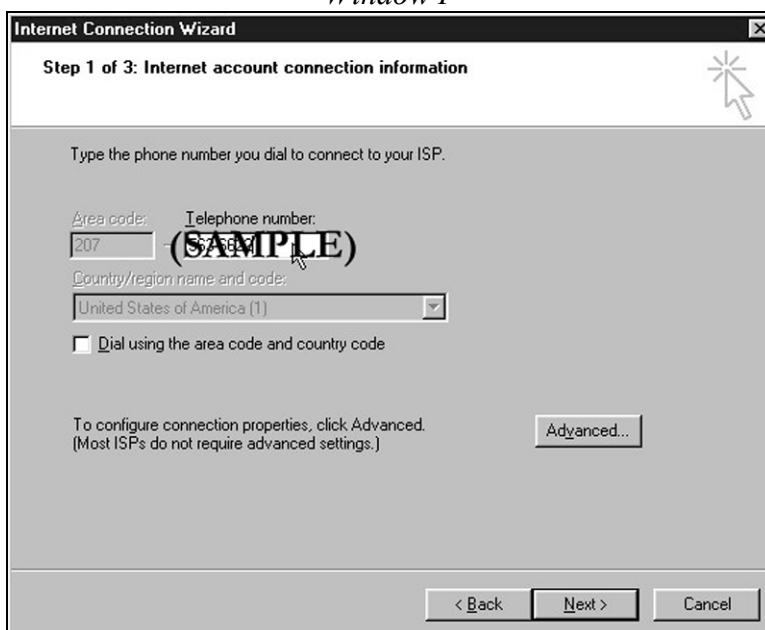 Internet Connection Wizard
Step 1 of 3: Internet account connection information
Type the phone number you dial to connect to your ISP.
Area code: Telephone number:
207 - (SAMPLE)
Country/region name and code:
United States of America (1)
Dial using the area code and country code
To configure connection properties, click Advanced.
(Most ISPs do not require advanced settings.)
Advanced...
< Back Next > Cancel